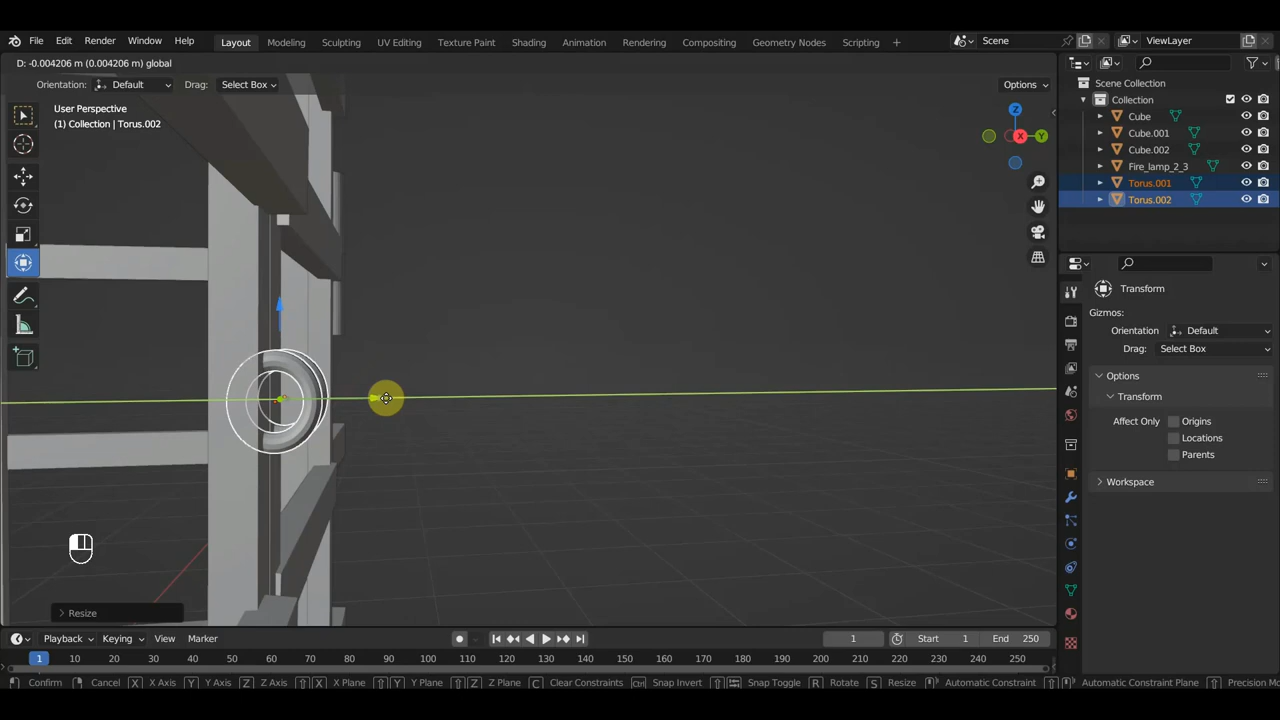 File Edit Render Window Help Layout Modeling Sculpting UV Editing Texture Paint Shading Animation Rendering Compositing Geometry Nodes Scripting + Scene ViewLayer
D: -0.004206 m (0.004206 m) global
Orientation: Default Drag: Select Box Options
User Perspective
(1) Collection | Torus.002
Z
X
Y
Scene Collection
Collection
Cube
Cube.001
Cube.002
Fire_lamp_2_3
Torus.001
Torus.002
Transform
Gizmos:
Orientation Default
Drag: Select Box
Options
Transform
Affect Only Origins
Locations
Parents
Workspace
Resize
Playback Keying View Marker 1 Start 1 End 250
1 10 20 30 40 50 60 70 80 90 100 110 120 130 140 150 160 170 180 190 200 210 220 230 240 250
Confirm Cancel X X Axis Y Y Axis Z Z Axis X X Plane Y Y Plane Z Z Plane C Clear Constraints Ctrl Snap Invert Snap Toggle R Rotate S Resize Automatic Constraint Automatic Constraint Plane Precision Mo